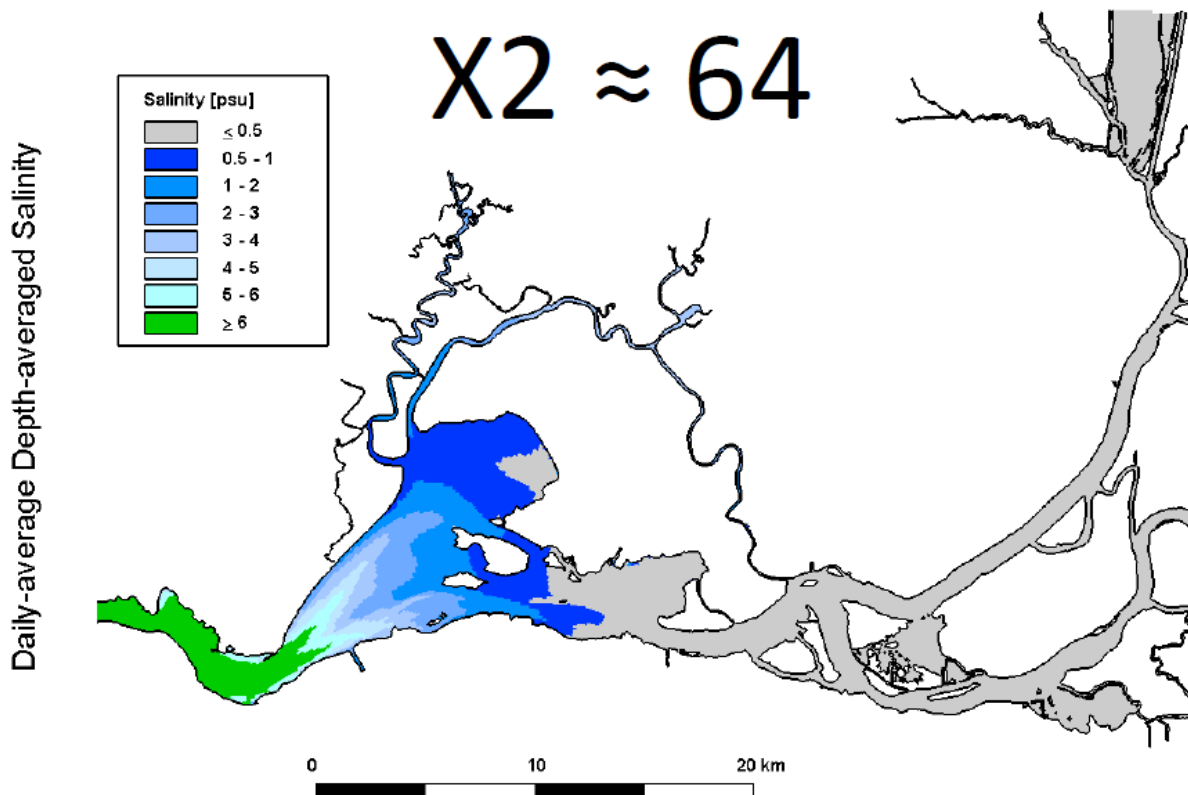 X2 ≈ 64
Daily-average Depth-averaged Salinity
Salinity [psu]
≤ 0.5
0.5 - 1
1 - 2
2 - 3
3 - 4
4 - 5
5 - 6
≥ 6
0 10 20 km